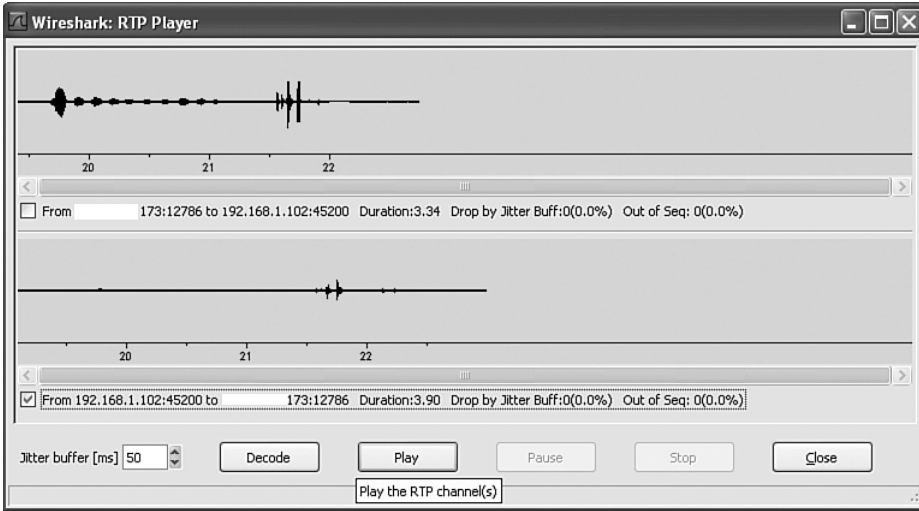 Wireshark: RTP Player
20 21 22
From 173:12786 to 192.168.1.102:45200 Duration:3.34 Drop by Jitter Buff:0(0.0%) Out of Seq: 0(0.0%)
20 21 22
From 192.168.1.102:45200 to 173:12786 Duration:3.90 Drop by Jitter Buff:0(0.0%) Out of Seq: 0(0.0%)
Jitter buffer [ms] 50 Decode Play Pause Stop Close
Play the RTP channel(s)